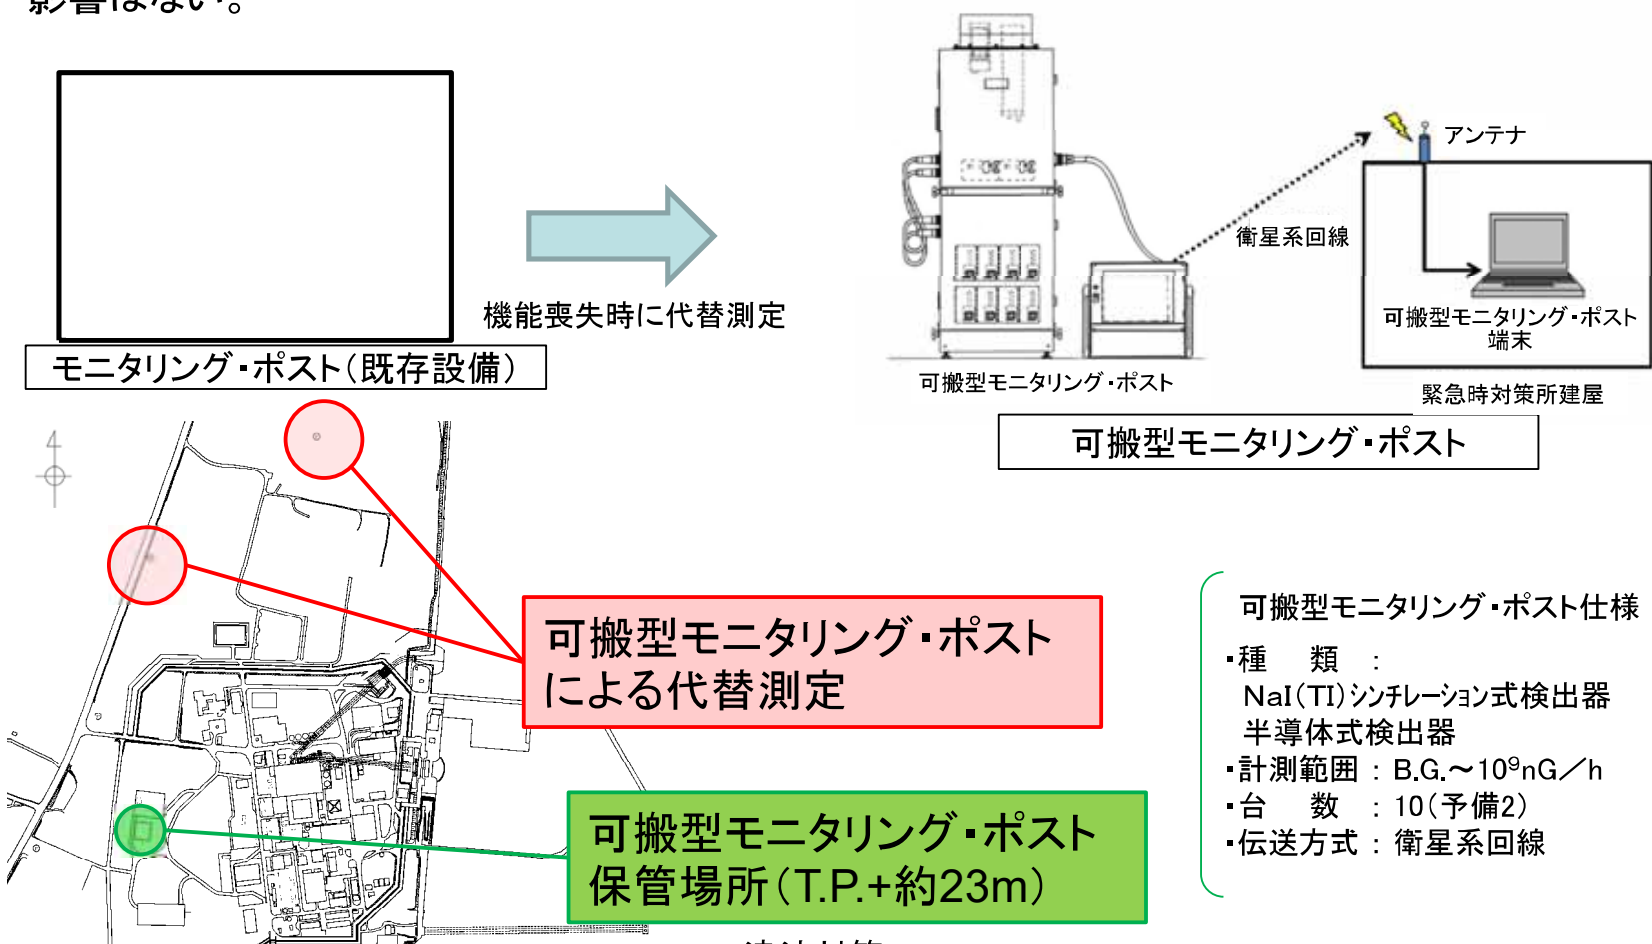 影響はない。
アンテナ
衛星系回線
機能喪失時に代替測定
可搬型モニタリング・ポスト
端末
モニタリング・ポスト（既存設備）
可搬型モニタリング・ポスト
緊急時対策所建屋
可搬型モニタリング・ポスト
可搬型モニタリング・ポスト
による代替測定
可搬型モニタリング・ポスト仕様
・種　類　：
NaI(Tl)シンチレーション式検出器
半導体式検出器
・計測範囲：B.G.～10⁹nG／h
・台　数　：10(予備2)
・伝送方式：衛星系回線
可搬型モニタリング・ポスト
保管場所（T.P.+約23m）